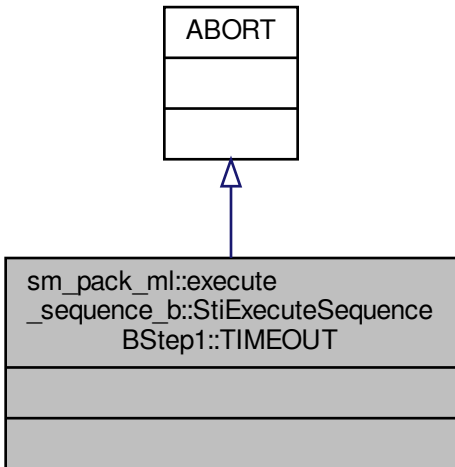 ABORT
sm_pack_ml::execute
_sequence_b::StiExecuteSequence
BStep1::TIMEOUT